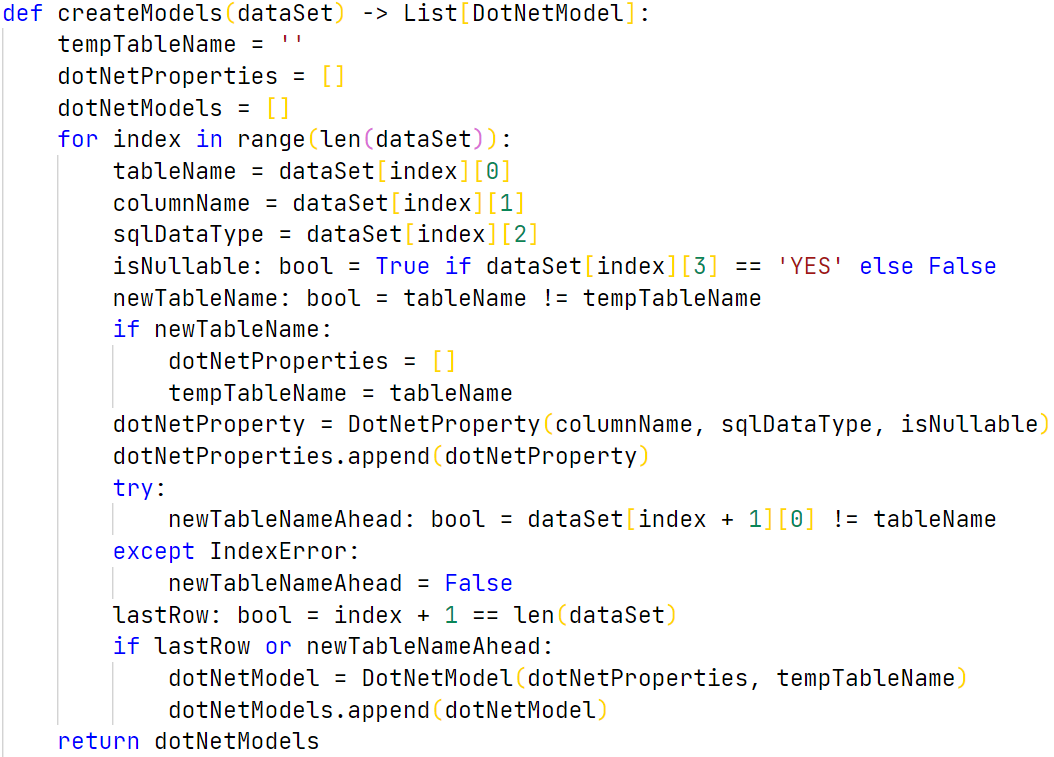 def createModels(dataSet) -> List[DotNetModel]:
    tempTableName = ''
    dotNetProperties = []
    dotNetModels = []
    for index in range(len(dataSet)):
        tableName = dataSet[index][0]
        columnName = dataSet[index][1]
        sqlDataType = dataSet[index][2]
        isNullable: bool = True if dataSet[index][3] == 'YES' else False
        newTableName: bool = tableName != tempTableName
        if newTableName:
            dotNetProperties = []
            tempTableName = tableName
        dotNetProperty = DotNetProperty(columnName, sqlDataType, isNullable)
        dotNetProperties.append(dotNetProperty)
        try:
            newTableNameAhead: bool = dataSet[index + 1][0] != tableName
        except IndexError:
            newTableNameAhead = False
        lastRow: bool = index + 1 == len(dataSet)
        if lastRow or newTableNameAhead:
            dotNetModel = DotNetModel(dotNetProperties, tempTableName)
            dotNetModels.append(dotNetModel)
    return dotNetModels